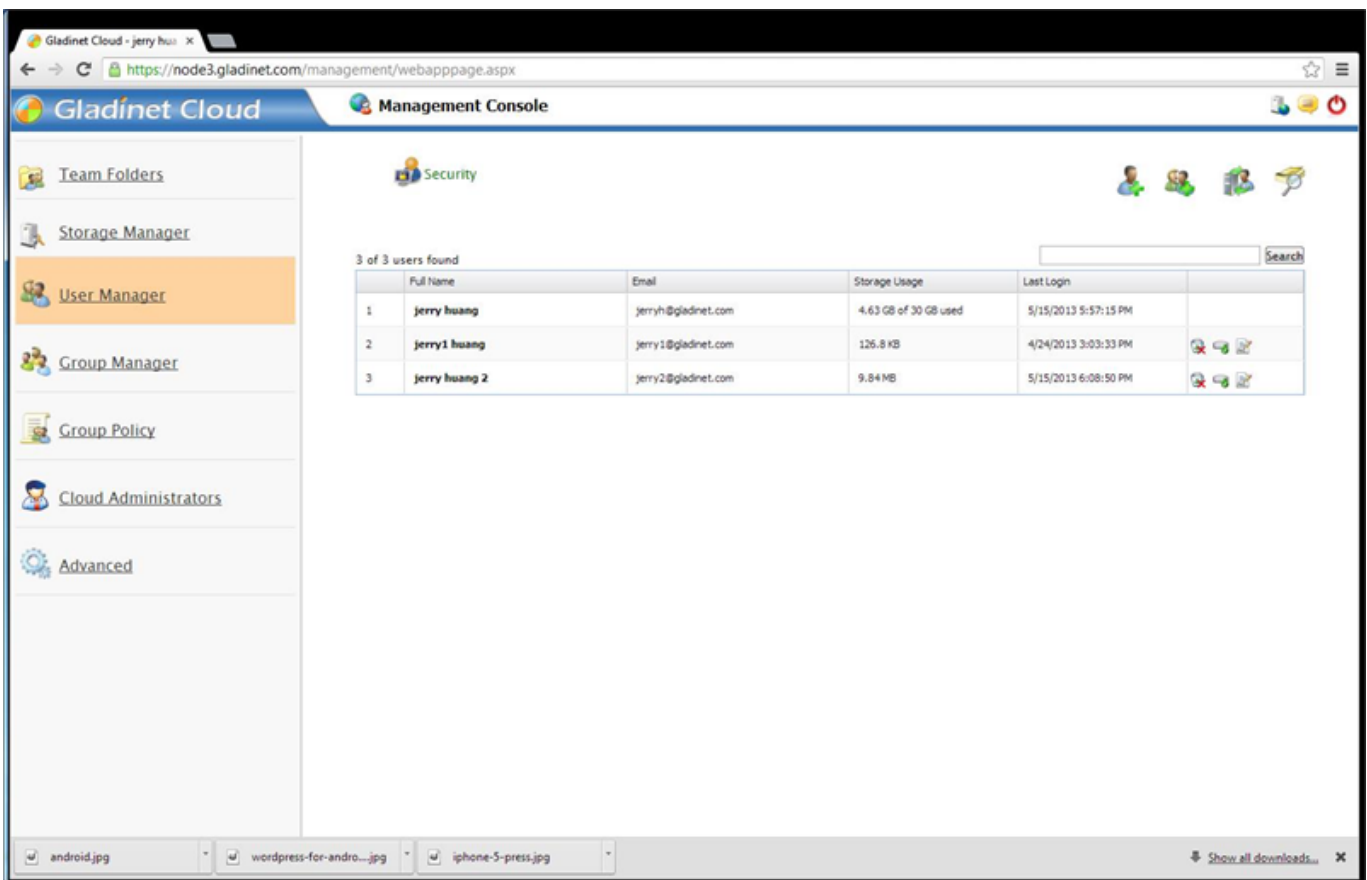 Gladinet Cloud - jerry hua
https://node3.gladinet.com/management/webapppage.aspx
Gladinet Cloud
Management Console
Team Folders
Storage Manager
User Manager
Group Manager
Group Policy
Cloud Administrators
Advanced
Security
3 of 3 users found
Search
Full Name Email Storage Usage Last Login
1 jerry huang jerryh@gladinet.com 4.63 GB of 30 GB used 5/15/2013 5:57:15 PM
2 jerry1 huang jerry1@gladinet.com 126.8 KB 4/24/2013 3:03:33 PM
3 jerry huang 2 jerry2@gladinet.com 9.84 MB 5/15/2013 6:08:50 PM
android.jpg wordpress-for-andro....jpg iphone-5-press.jpg Show all downloads...